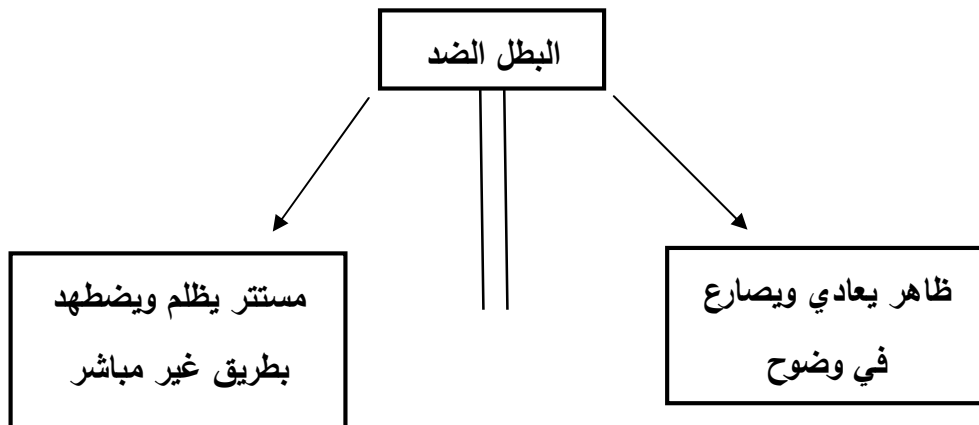 البطل الضد
ظاهر يعادي ويصارع
في وضوح
مستتر يظلم ويضطهد
بطريق غير مباشر